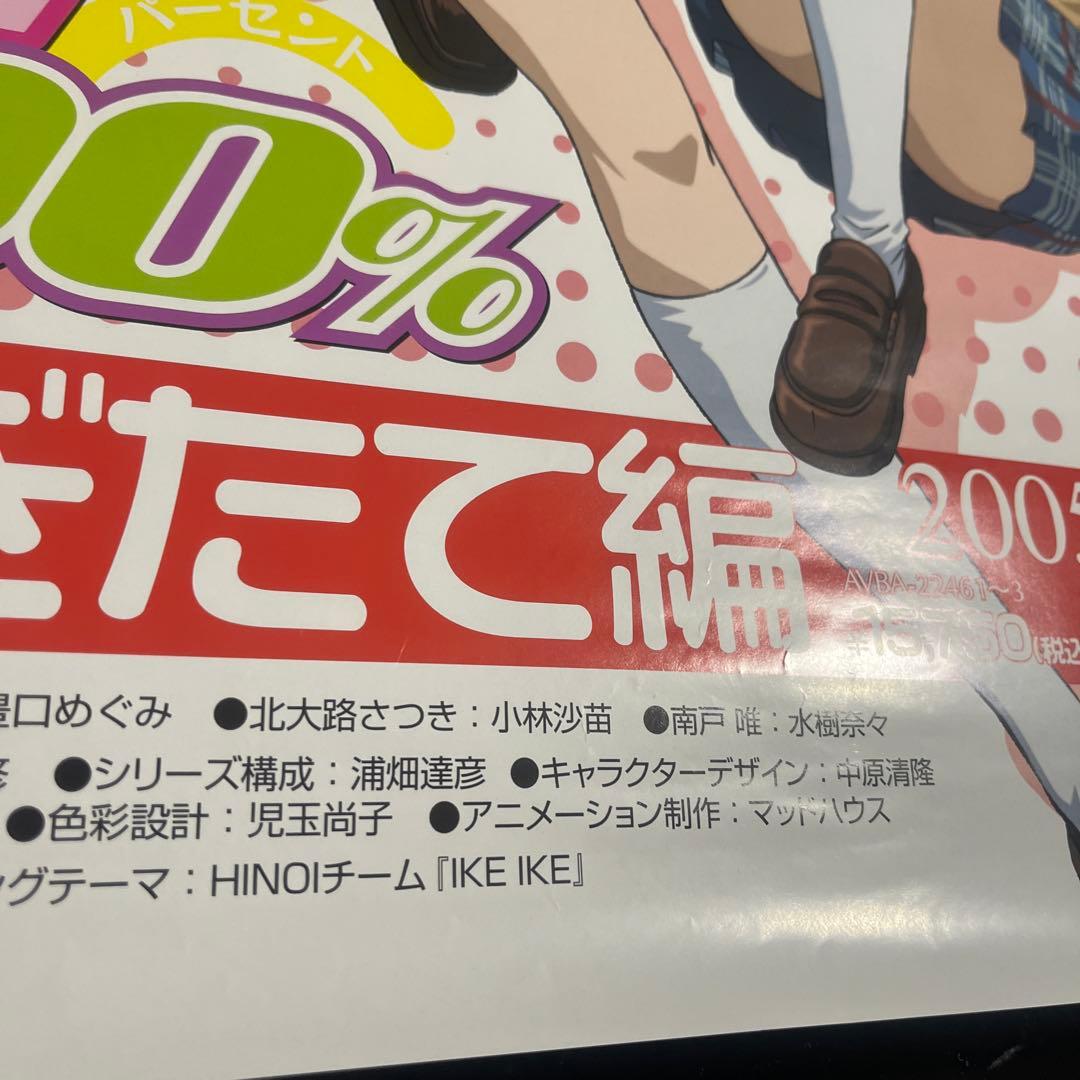 パーセント
00%
ぎたて編
2005
AVBA-22461〜3
¥15,750(税込
豊口めぐみ ●北大路さつき：小林沙苗 ●南戸 唯：水樹奈々
●シリーズ構成：浦畑達彦 ●キャラクターデザイン：中原清隆
●色彩設計：児玉尚子 ●アニメーション制作：マッドハウス
ングテーマ：HINOIチーム『IKE IKE』